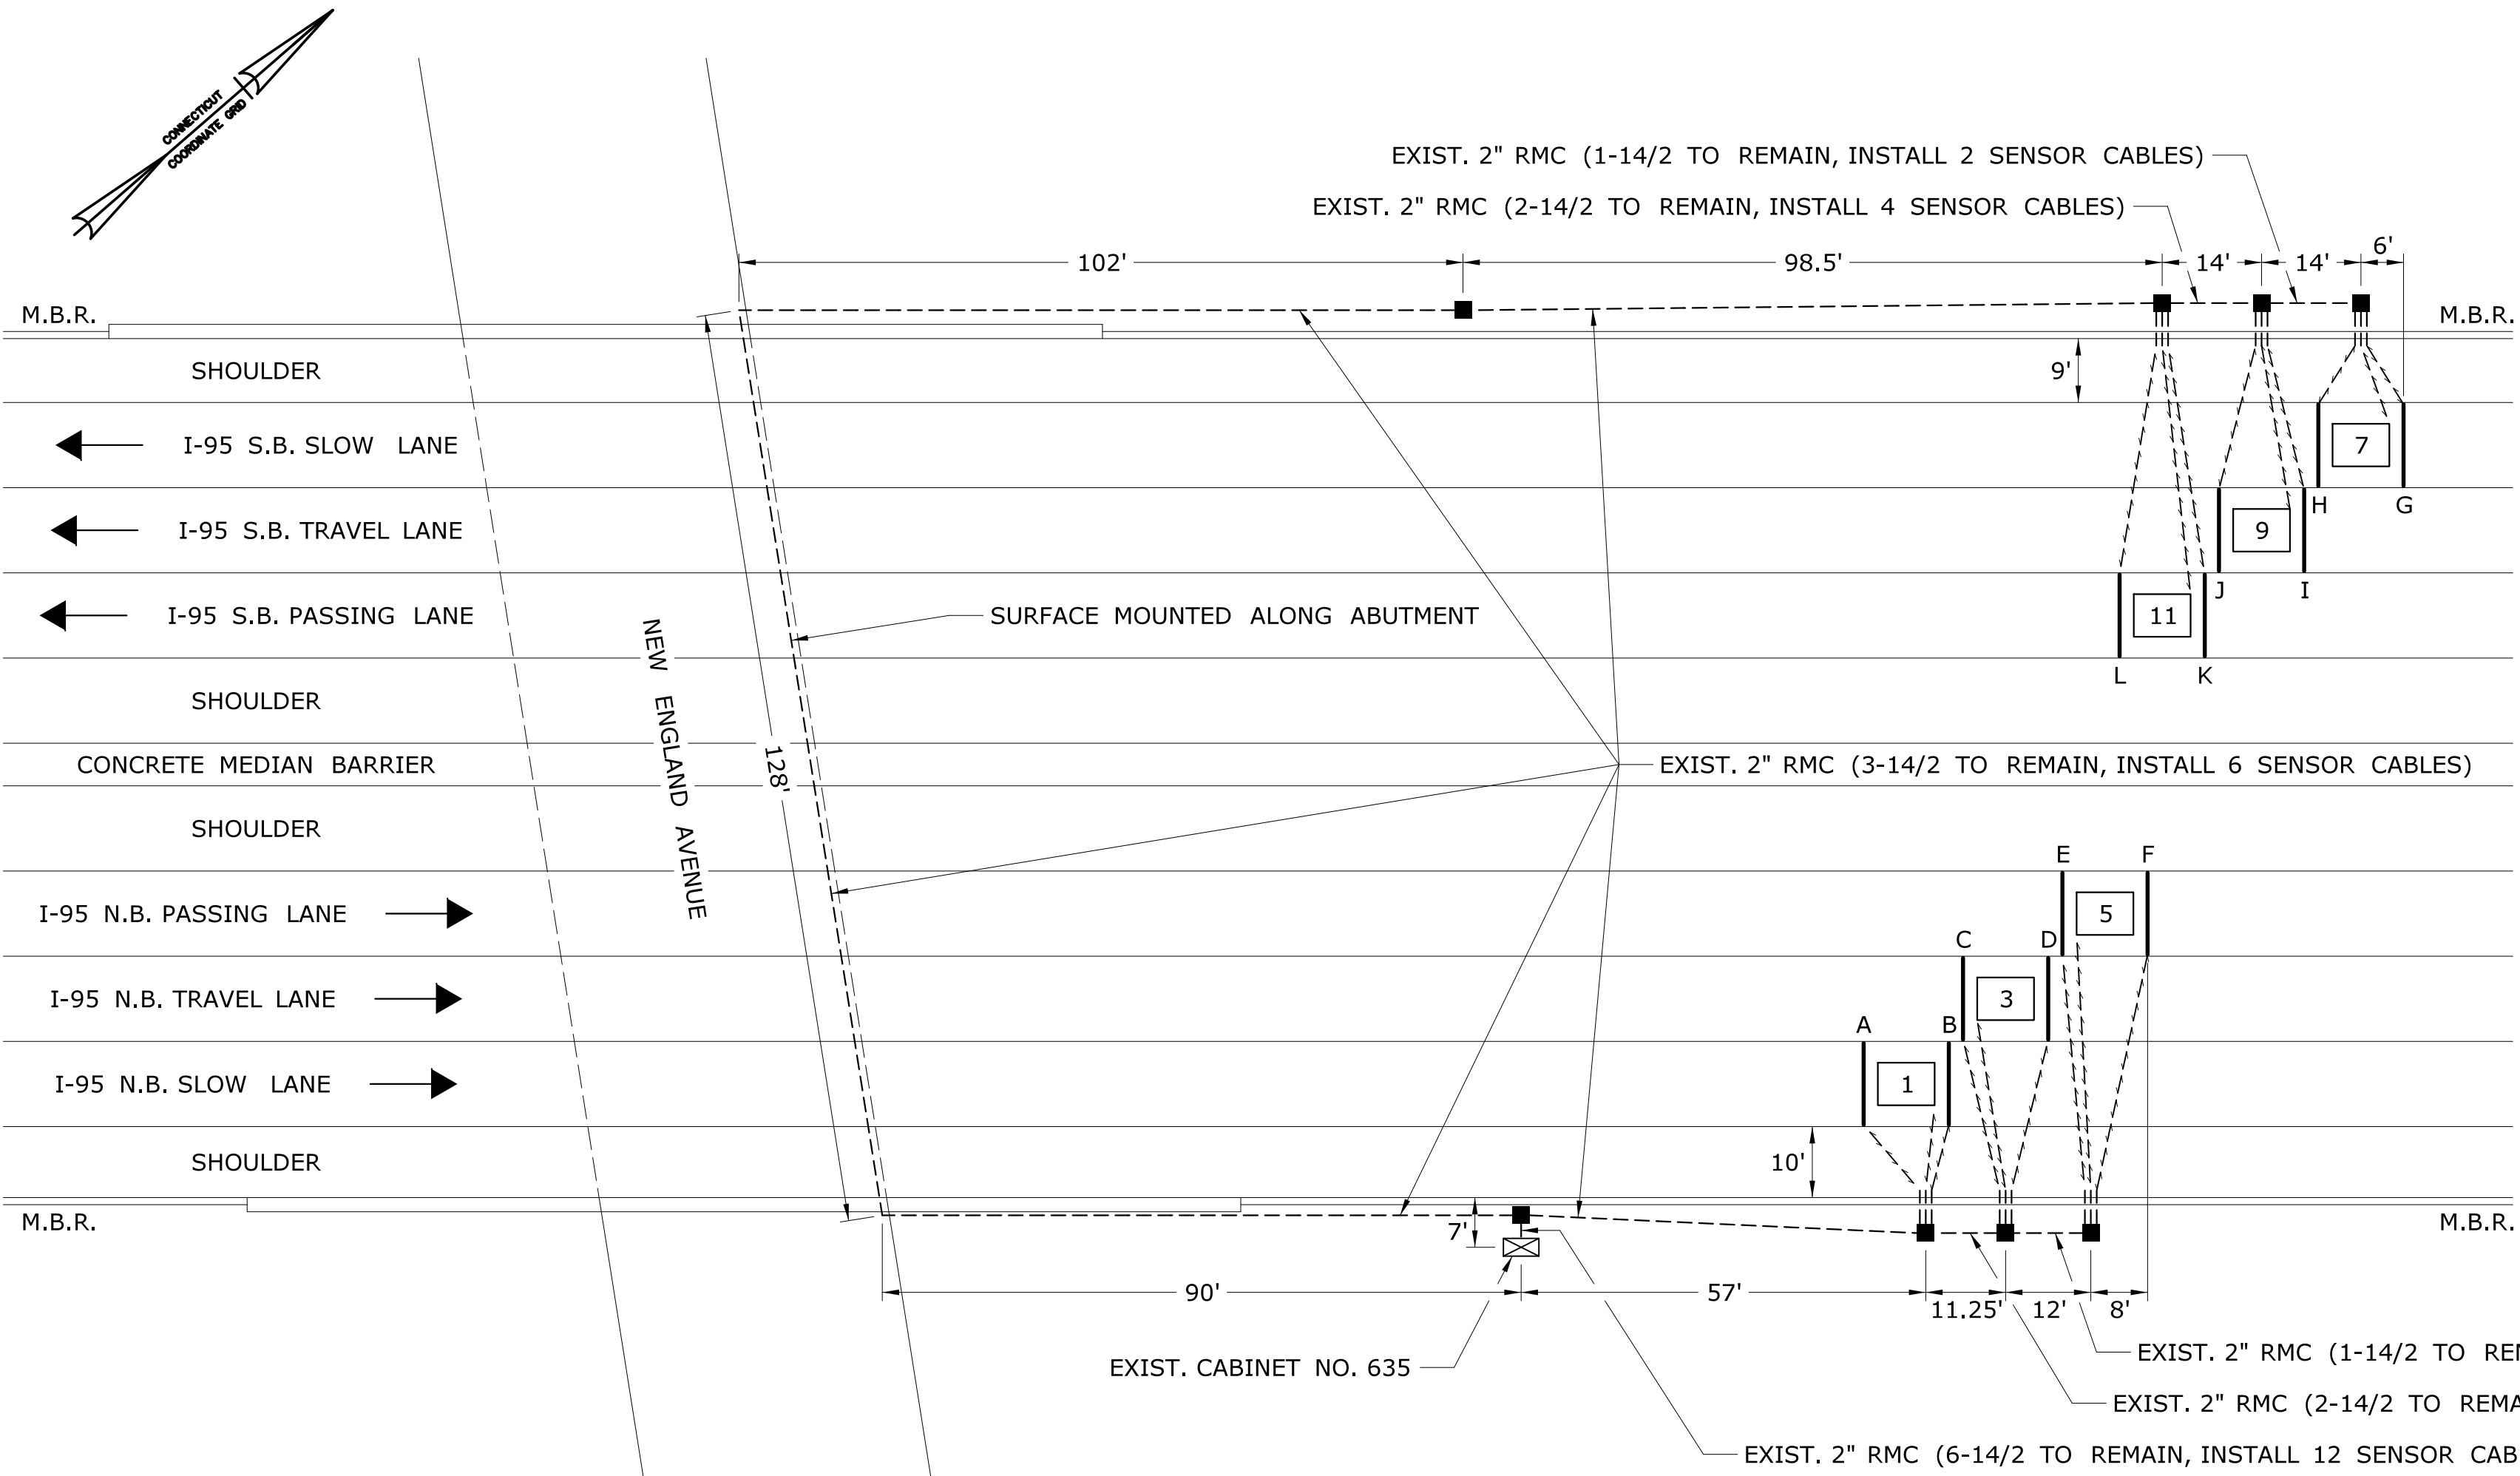 CONNECTICUT
COORDINATE GRID
EXIST. 2" RMC (1-14/2 TO REMAIN, INSTALL 2 SENSOR CABLES)
EXIST. 2" RMC (2-14/2 TO REMAIN, INSTALL 4 SENSOR CABLES)
102'
98.5'
14'
14'
6'
M.B.R.
M.B.R.
SHOULDER
9'
I-95 S.B. SLOW LANE
7
H
G
I-95 S.B. TRAVEL LANE
9
J
I
I-95 S.B. PASSING LANE
SURFACE MOUNTED ALONG ABUTMENT
11
L
K
SHOULDER
NEW ENGLAND AVENUE
128'
CONCRETE MEDIAN BARRIER
EXIST. 2" RMC (3-14/2 TO REMAIN, INSTALL 6 SENSOR CABLES)
SHOULDER
E
F
I-95 N.B. PASSING LANE
5
C
D
I-95 N.B. TRAVEL LANE
3
A
B
I-95 N.B. SLOW LANE
1
SHOULDER
10'
M.B.R.
7'
M.B.R.
90'
57'
11.25'
12'
8'
EXIST. CABINET NO. 635
EXIST. 2" RMC (1-14/2 TO
EXIST. 2" RMC (2-14/2 TO
EXIST. 2" RMC (6-14/2 TO REMAIN, INSTALL 12 SENSOR